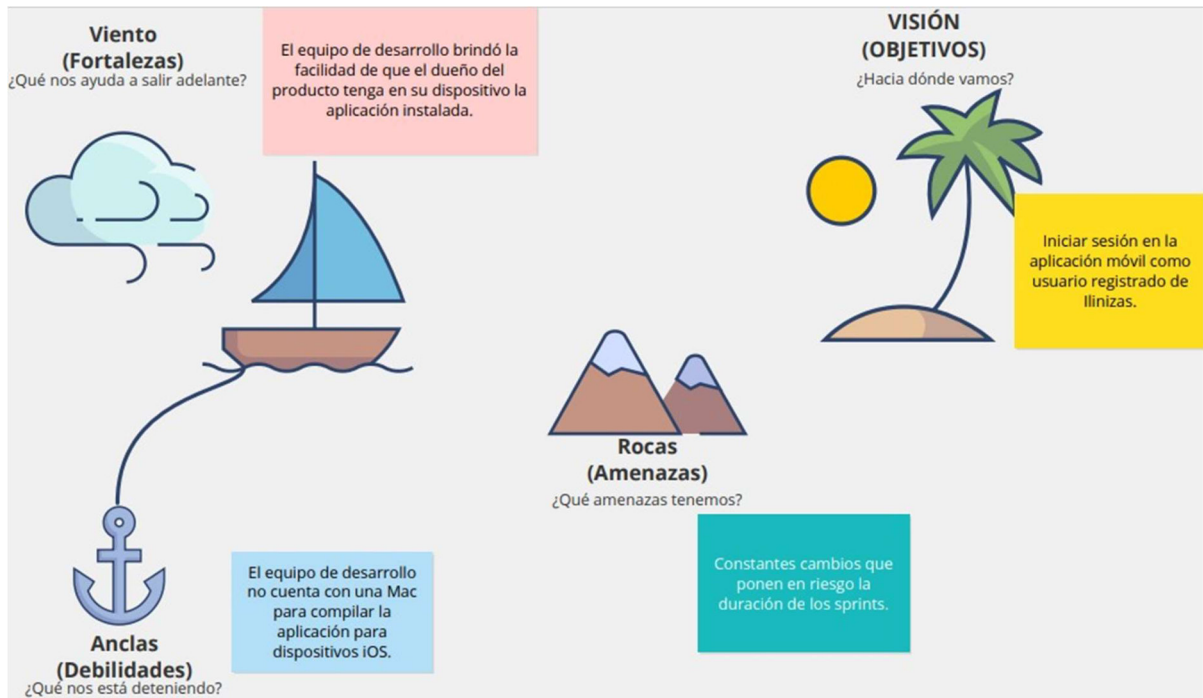 Viento
(Fortalezas)
¿Qué nos ayuda a salir adelante?
El equipo de desarrollo brindó la
facilidad de que el dueño del
producto tenga en su dispositivo la
aplicación instalada.
VISIÓN
(OBJETIVOS)
¿Hacia dónde vamos?
Iniciar sesión en la
aplicación móvil como
usuario registrado de
Ilinizas.
Rocas
(Amenazas)
¿Qué amenazas tenemos?
Constantes cambios que
ponen en riesgo la
duración de los sprints.
El equipo de desarrollo
no cuenta con una Mac
para compilar la
aplicación para
dispositivos iOS.
Anclas
(Debilidades)
¿Qué nos está deteniendo?